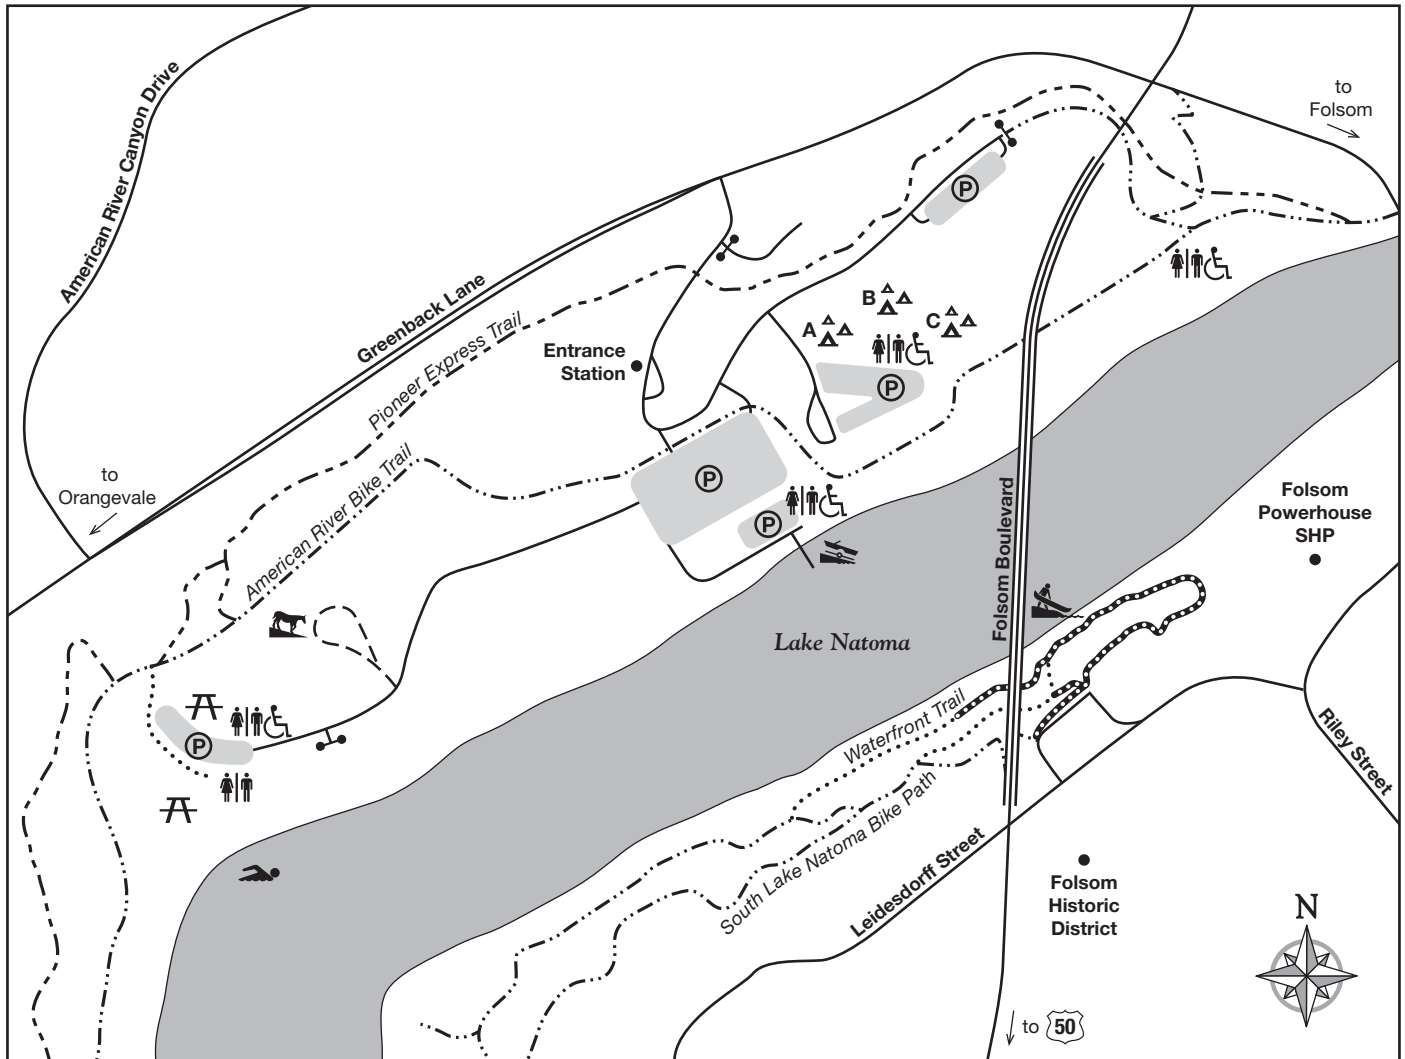 American River Canyon Drive
to
Folsom
Greenback Lane
Pioneer Express Trail
Entrance
Station
A
B
C
P
P
P
P
P
to
Orangevale
American River Bike Trail
Folsom Boulevard
Folsom
Powerhouse
SHP
Lake Natoma
Waterfront Trail
South Lake Natoma Bike Path
Leidesdorff Street
Riley Street
Folsom
Historic
District
N
to 50